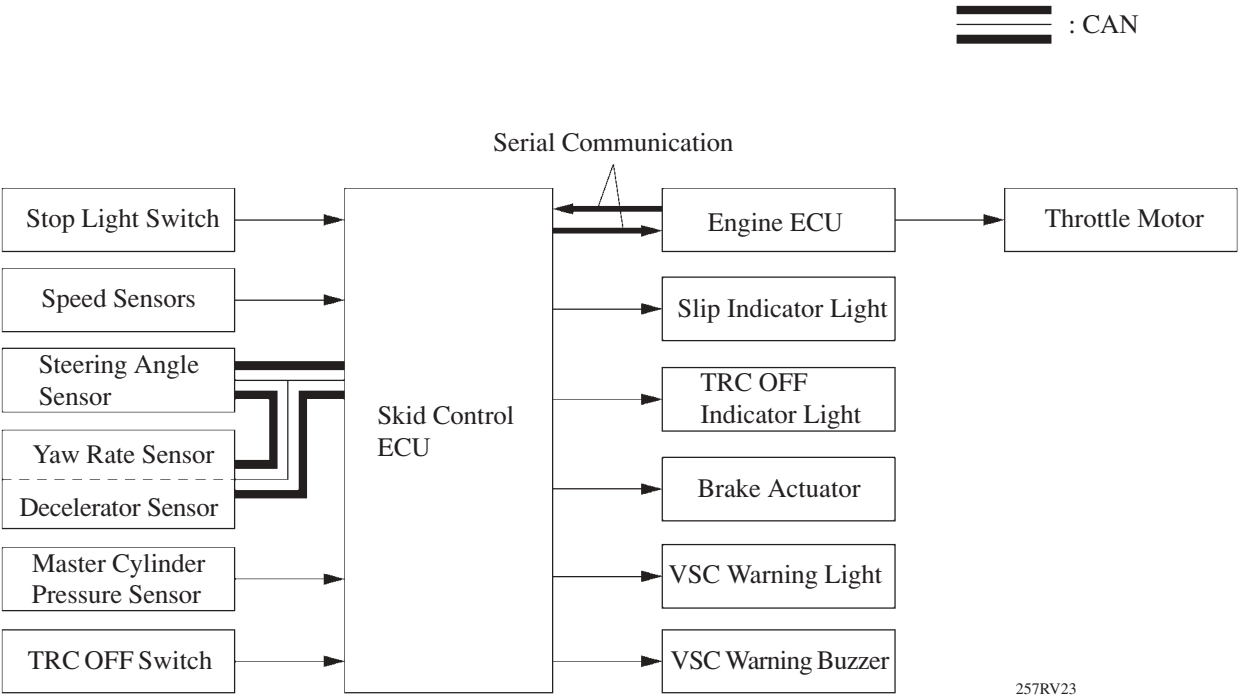 : CAN
Serial Communication
Stop Light Switch
Speed Sensors
Steering Angle
Sensor
Yaw Rate Sensor
Decelerator Sensor
Master Cylinder
Pressure Sensor
TRC OFF Switch
Skid Control
ECU
Engine ECU
Throttle Motor
Slip Indicator Light
TRC OFF
Indicator Light
Brake Actuator
VSC Warning Light
VSC Warning Buzzer
257RV23